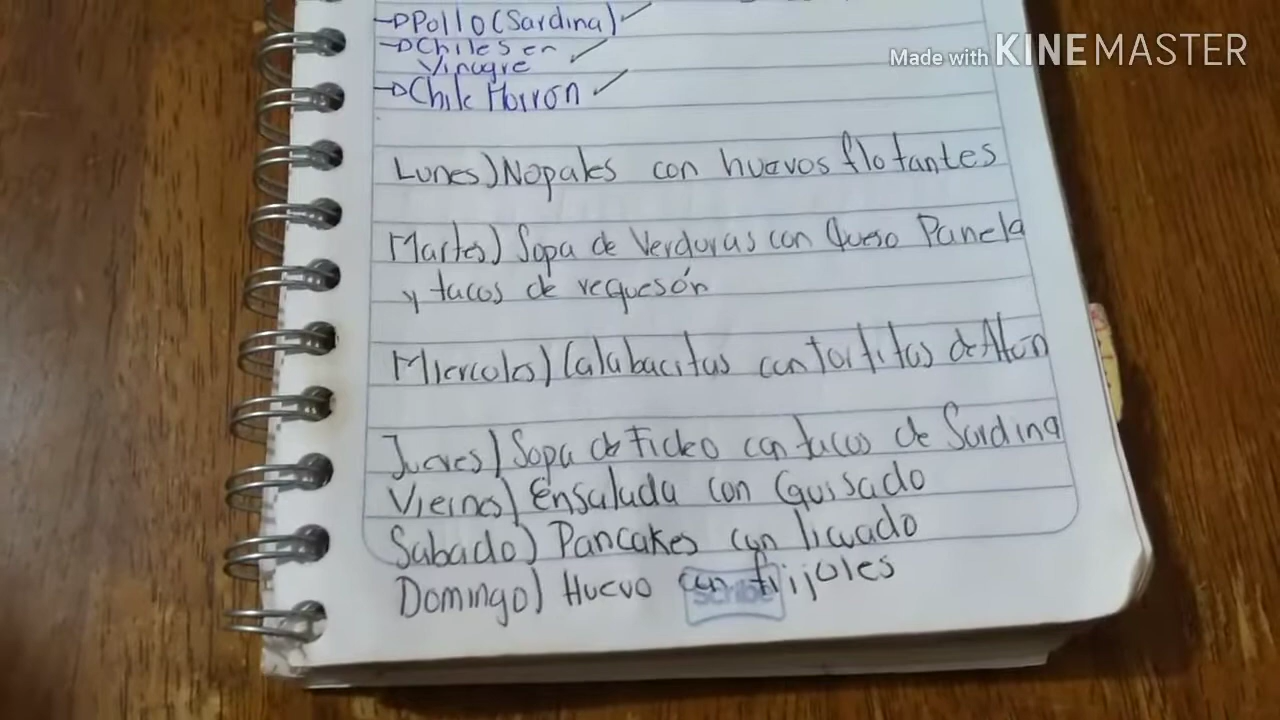 →Pollo (Sardina) ✓
Made with KINEMASTER
→Chiles en
Vinagre ✓
→Chile Morron ✓
Lunes) Nopales con huevos flotantes
Martes) Sopa de Verduras con Queso Panela
y tacos de requesón
Miercoles) Calabacitas con tortitas de Atun
Jueves) Sopa de Fideo con tacos de Sardina
Viernes) Ensalada con Guisado
Sabado) Pancakes con licuado
Domingo) Huevo con frijoles
Scribe